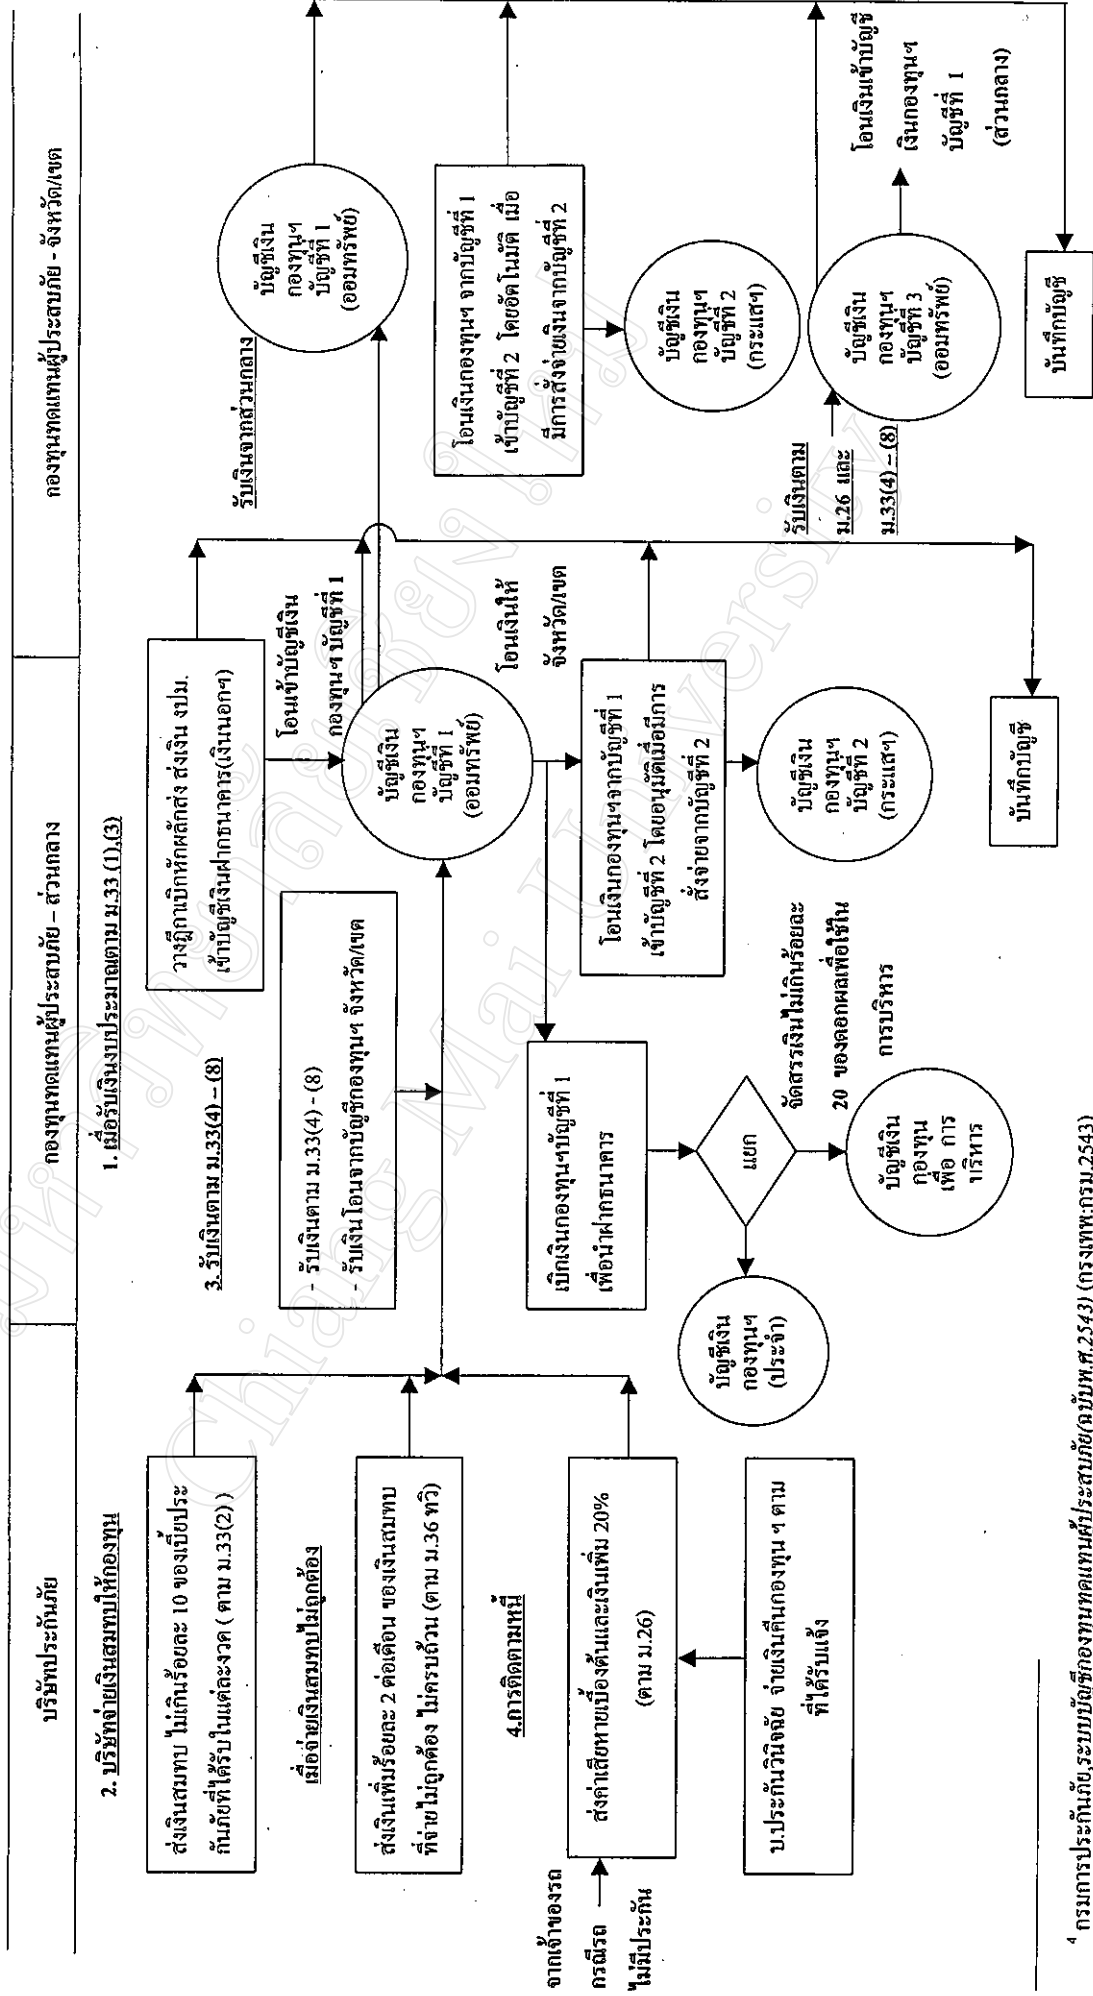 บริษัทประกันภัย
กองทุนทดแทนผู้ประสบภัย – ส่วนกลาง
กองทุนทดแทนผู้ประสบภัย - จังหวัด/เขต
2. บริษัทจ่ายเงินสมทบให้กองทุน
ส่งเงินสมทบ ไม่เกินร้อยละ 10 ของเบี้ยประ
กันภัยที่ได้รับในแต่ละงวด ( ตาม ม.33(2) )
เมื่อจ่ายเงินสมทบไม่ถูกต้อง
ส่งเงินเพิ่มร้อยละ 2 ต่อเดือน ของเงินสมทบ
ที่จ่ายไม่ถูกต้อง ไม่ครบถ้วน (ตาม ม.36 ทวิ)
4.การติดตามหนี้
จากเจ้าของรถ
กรณีรถ
ไม่มีประกัน
ส่งค่าเสียหายเบื้องต้นและเงินเพิ่ม 20%
(ตาม ม.26)
บ.ประกันวินิจฉัย จ่ายเงินคืนกองทุน ฯ ตาม
ที่ได้รับแจ้ง
1. เมื่อรับเงินงบประมาณตาม ม.33 (1),(3)
วางฎีกาเบิกหักผลักส่ง ส่งเงิน งปม.
เข้าบัญชีเงินฝากธนาคาร(เงินนอกฯ)
โอนเข้าบัญชีเงิน
กองทุนฯ บัญชีที่ 1
3. รับเงินตาม ม.33(4) – (8)
- รับเงินตาม ม.33(4) - (8)
- รับเงินโอนจากบัญชีกองทุนฯ จังหวัด/เขต
บัญชีเงิน
กองทุนฯ
บัญชีที่ 1
(ออมทรัพย์)
โอนเงินให้
จังหวัด/เขต
เบิกเงินกองทุนฯบัญชีที่ 1
เพื่อนำฝากธนาคาร
โอนเงินกองทุนฯจากบัญชีที่ 1
เข้าบัญชีที่ 2 โดยอนุมัติเมื่อมีการ
สั่งจ่ายจากบัญชีที่ 2
แยก
จัดสรรเงินไม่เกินร้อยละ
20 ของดอกผลเพื่อใช้ใน
การบริหาร
บัญชีเงิน
กองทุนฯ
(ประจำ)
บัญชีเงิน
กองทุน
เพื่อ การ
บริหาร
บัญชีเงิน
กองทุนฯ
บัญชีที่ 2
(กระแสฯ)
บันทึกบัญชี
รับเงินจากส่วนกลาง
บัญชีเงิน
กองทุนฯ
บัญชีที่ 1
(ออมทรัพย์)
โอนเงินกองทุนฯ จากบัญชีที่ 1
เข้าบัญชีที่ 2 โดยอัตโนมัติ เมื่อ
มีการสั่งจ่ายเงินจากบัญชีที่ 2
บัญชีเงิน
กองทุนฯ
บัญชีที่ 2
(กระแสฯ)
รับเงินตาม
ม.26 และ
ม.33(4) – (8)
บัญชีเงิน
กองทุนฯ
บัญชีที่ 3
(ออมทรัพย์)
โอนเงินเข้าบัญชี
เงินกองทุนฯ
บัญชีที่ 1
(ส่วนกลาง)
บันทึกบัญชี
4 กรมการประกันภัย,ระบบบัญชีกองทุนทดแทนผู้ประสบภัย(ฉบับพ.ศ.2543) (กรุงเทพ:กรม,2543)
Chiang Mai University